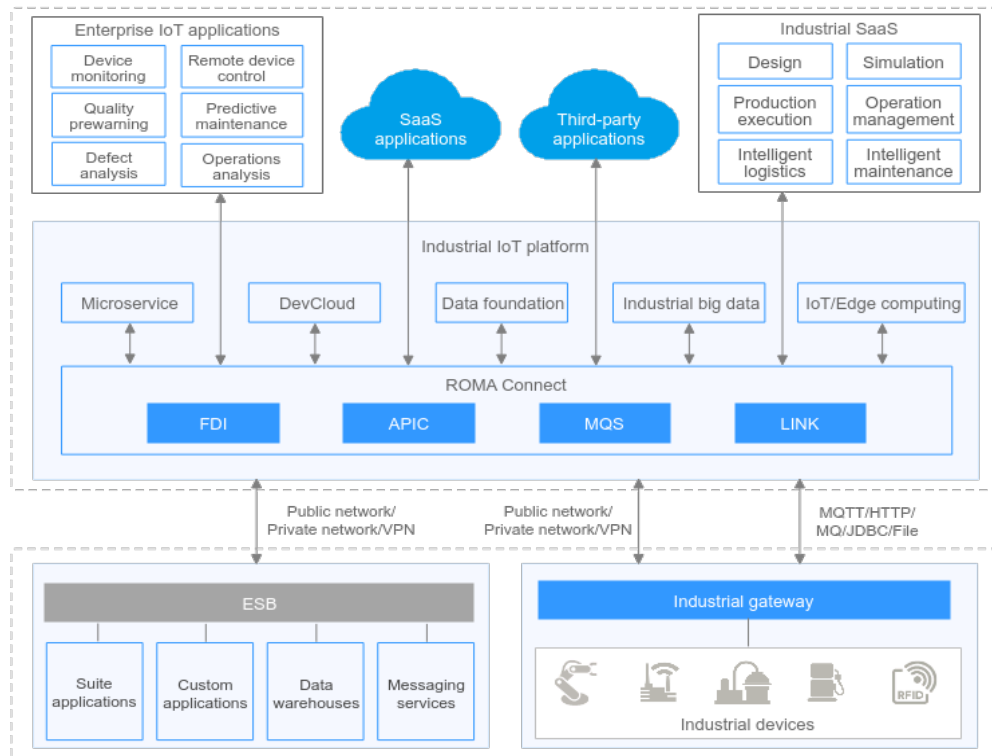 Enterprise IoT applications
Device
monitoring
Remote device
control
Quality
prewarning
Predictive
maintenance
Defect
analysis
Operations
analysis
SaaS
applications
Third-party
applications
Industrial SaaS
Design
Simulation
Production
execution
Operation
management
Intelligent
logistics
Intelligent
maintenance
Industrial IoT platform
Microservice
DevCloud
Data foundation
Industrial big data
IoT/Edge computing
ROMA Connect
FDI
APIC
MQS
LINK
Public network/
Private network/VPN
Public network/
Private network/VPN
MQTT/HTTP/
MQ/JDBC/File
ESB
Suite
applications
Custom
applications
Data
warehouses
Messaging
services
Industrial gateway
RFID
Industrial devices